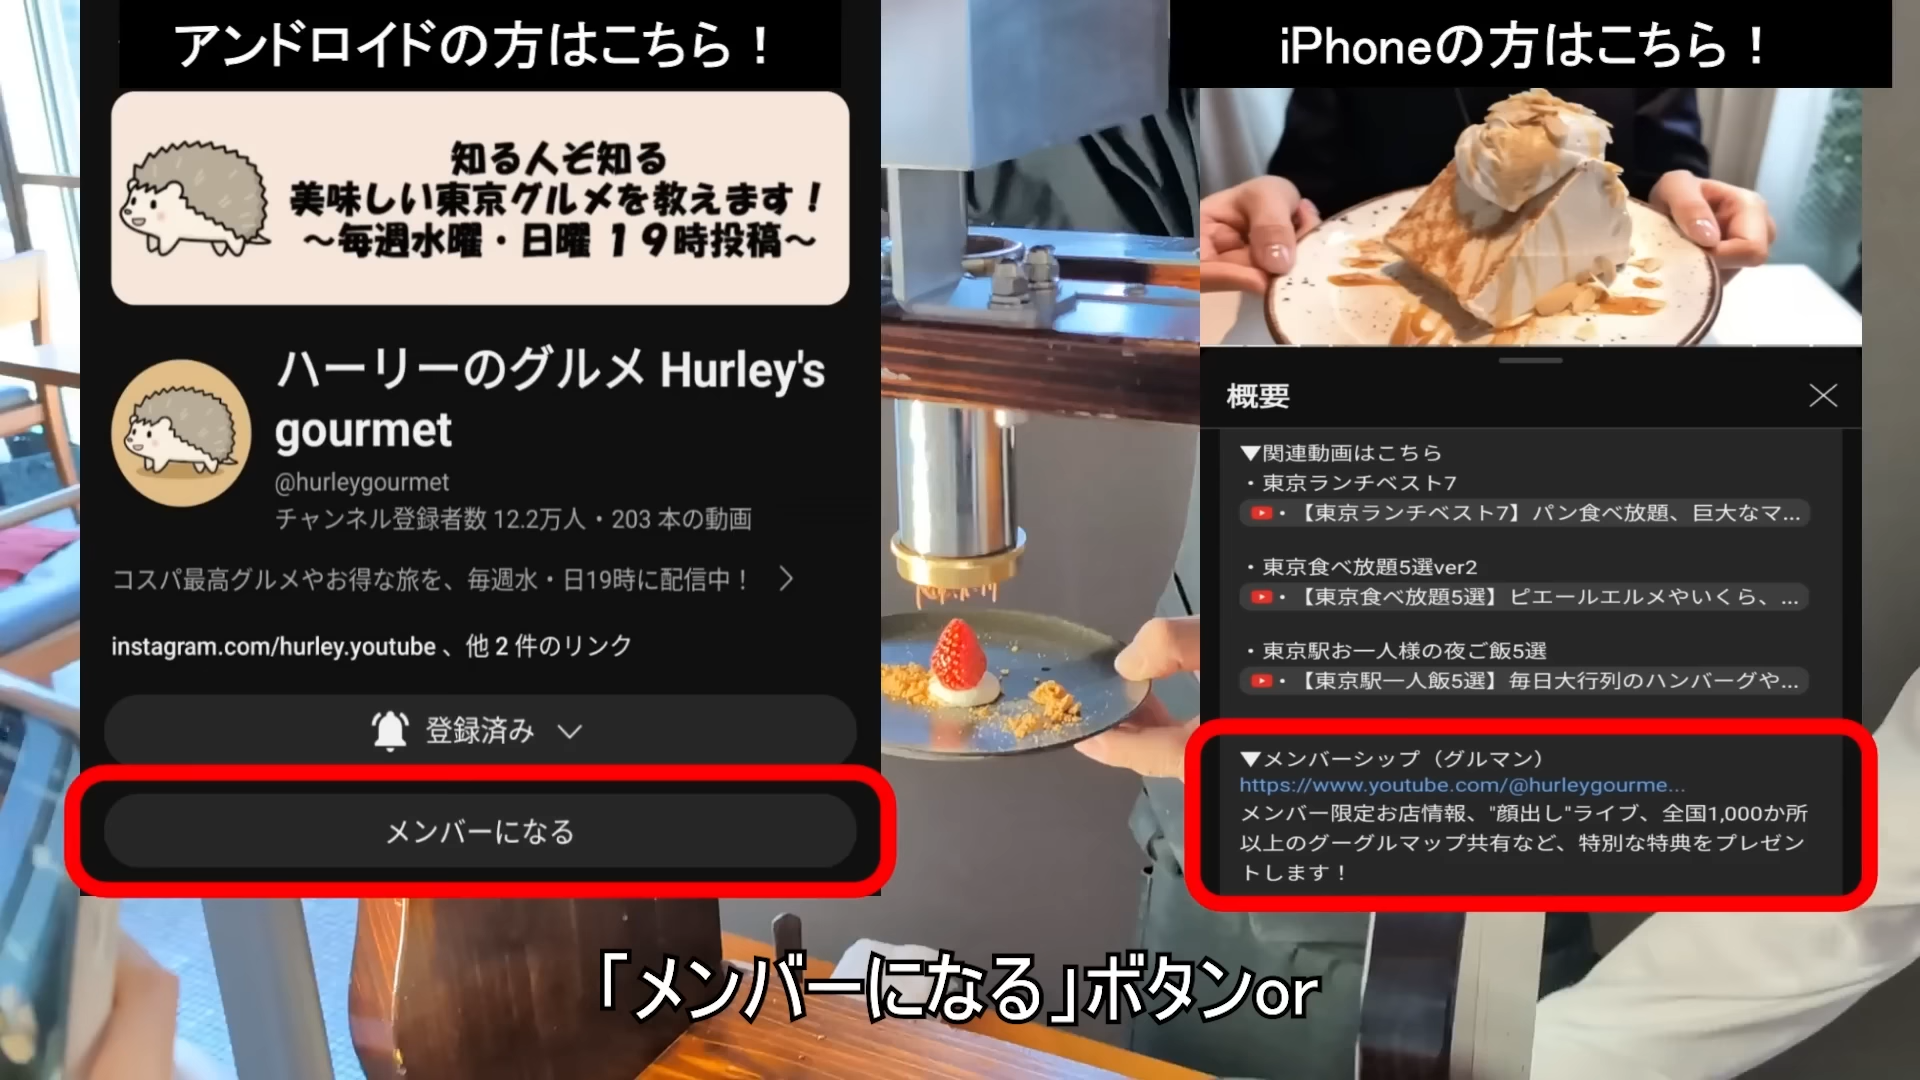 アンドロイドの方はこちら！
知る人ぞ知る
美味しい東京グルメを教えます！
～毎週水曜・日曜 19時投稿～
ハーリーのグルメ Hurley's
gourmet
@hurleygourmet
チャンネル登録者数 12.2万人・203 本の動画
コスパ最高グルメやお得な旅を、毎週水・日19時に配信中！
instagram.com/hurley.youtube 、他 2 件のリンク
登録済み
メンバーになる
iPhoneの方はこちら！
概要
▼関連動画はこちら
・東京ランチベスト7
・【東京ランチベスト7】パン食べ放題、巨大なマ...
・東京食べ放題5選ver2
・【東京食べ放題5選】ピエールエルメやいくら、...
・東京駅お一人様の夜ご飯5選
・【東京駅一人飯5選】毎日大行列のハンバーグや...
▼メンバーシップ（グルマン）
https://www.youtube.com/@hurleygourme...
メンバー限定お店情報、"顔出し"ライブ、全国1,000か所
以上のグーグルマップ共有など、特別な特典をプレゼン
トします！
「メンバーになる」ボタンor